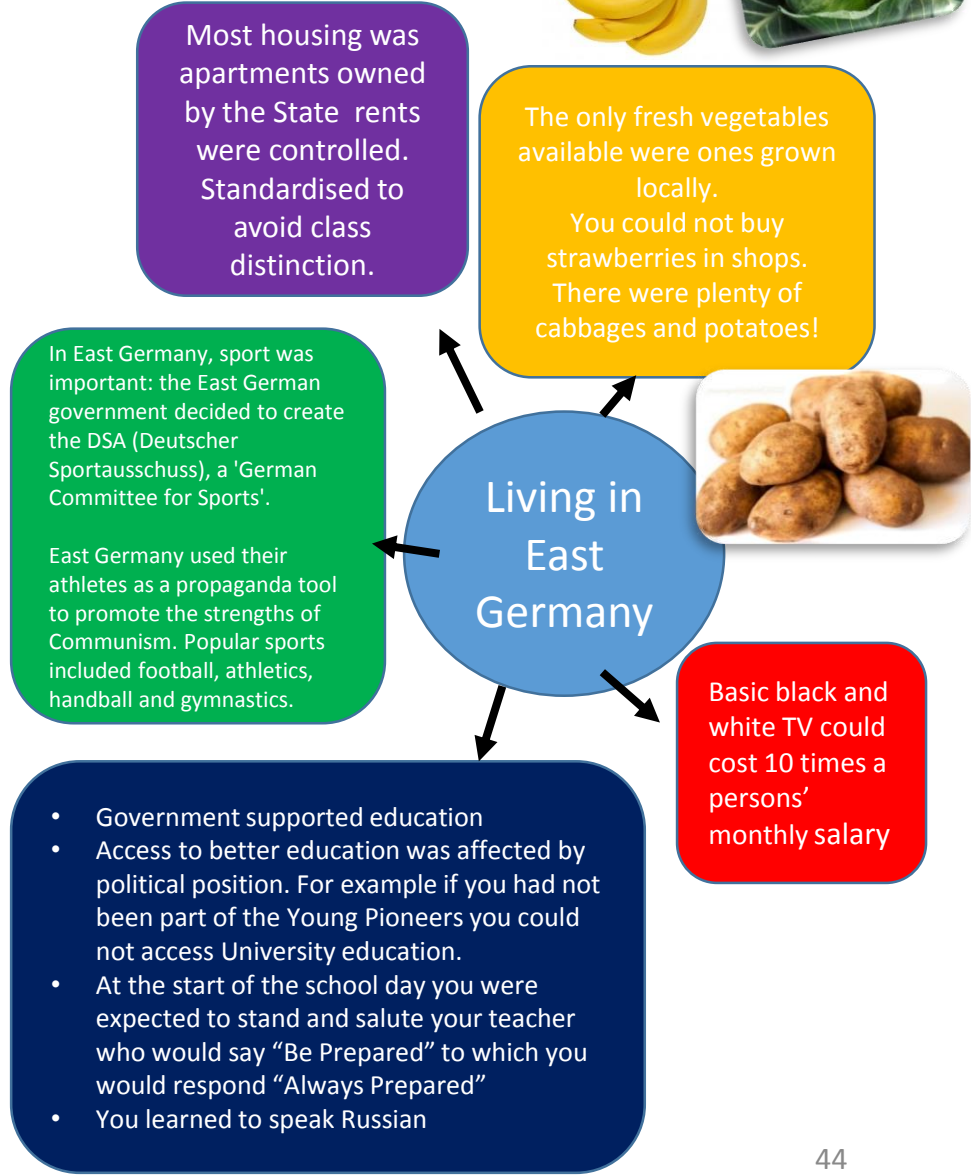 Most housing was
apartments owned
by the State rents
were controlled.
Standardised to
avoid class
distinction.
The only fresh vegetables
available were ones grown
locally.
You could not buy
strawberries in shops.
There were plenty of
cabbages and potatoes!
In East Germany, sport was
important: the East German
government decided to create
the DSA (Deutscher
Sportausschuss), a 'German
Committee for Sports'.
East Germany used their
athletes as a propaganda tool
to promote the strengths of
Communism. Popular sports
included football, athletics,
handball and gymnastics.
Living in
East
Germany
Basic black and
white TV could
cost 10 times a
persons’
monthly salary
• Government supported education
• Access to better education was affected by
political position. For example if you had not
been part of the Young Pioneers you could
not access University education.
• At the start of the school day you were
expected to stand and salute your teacher
who would say “Be Prepared” to which you
would respond “Always Prepared”
• You learned to speak Russian
44